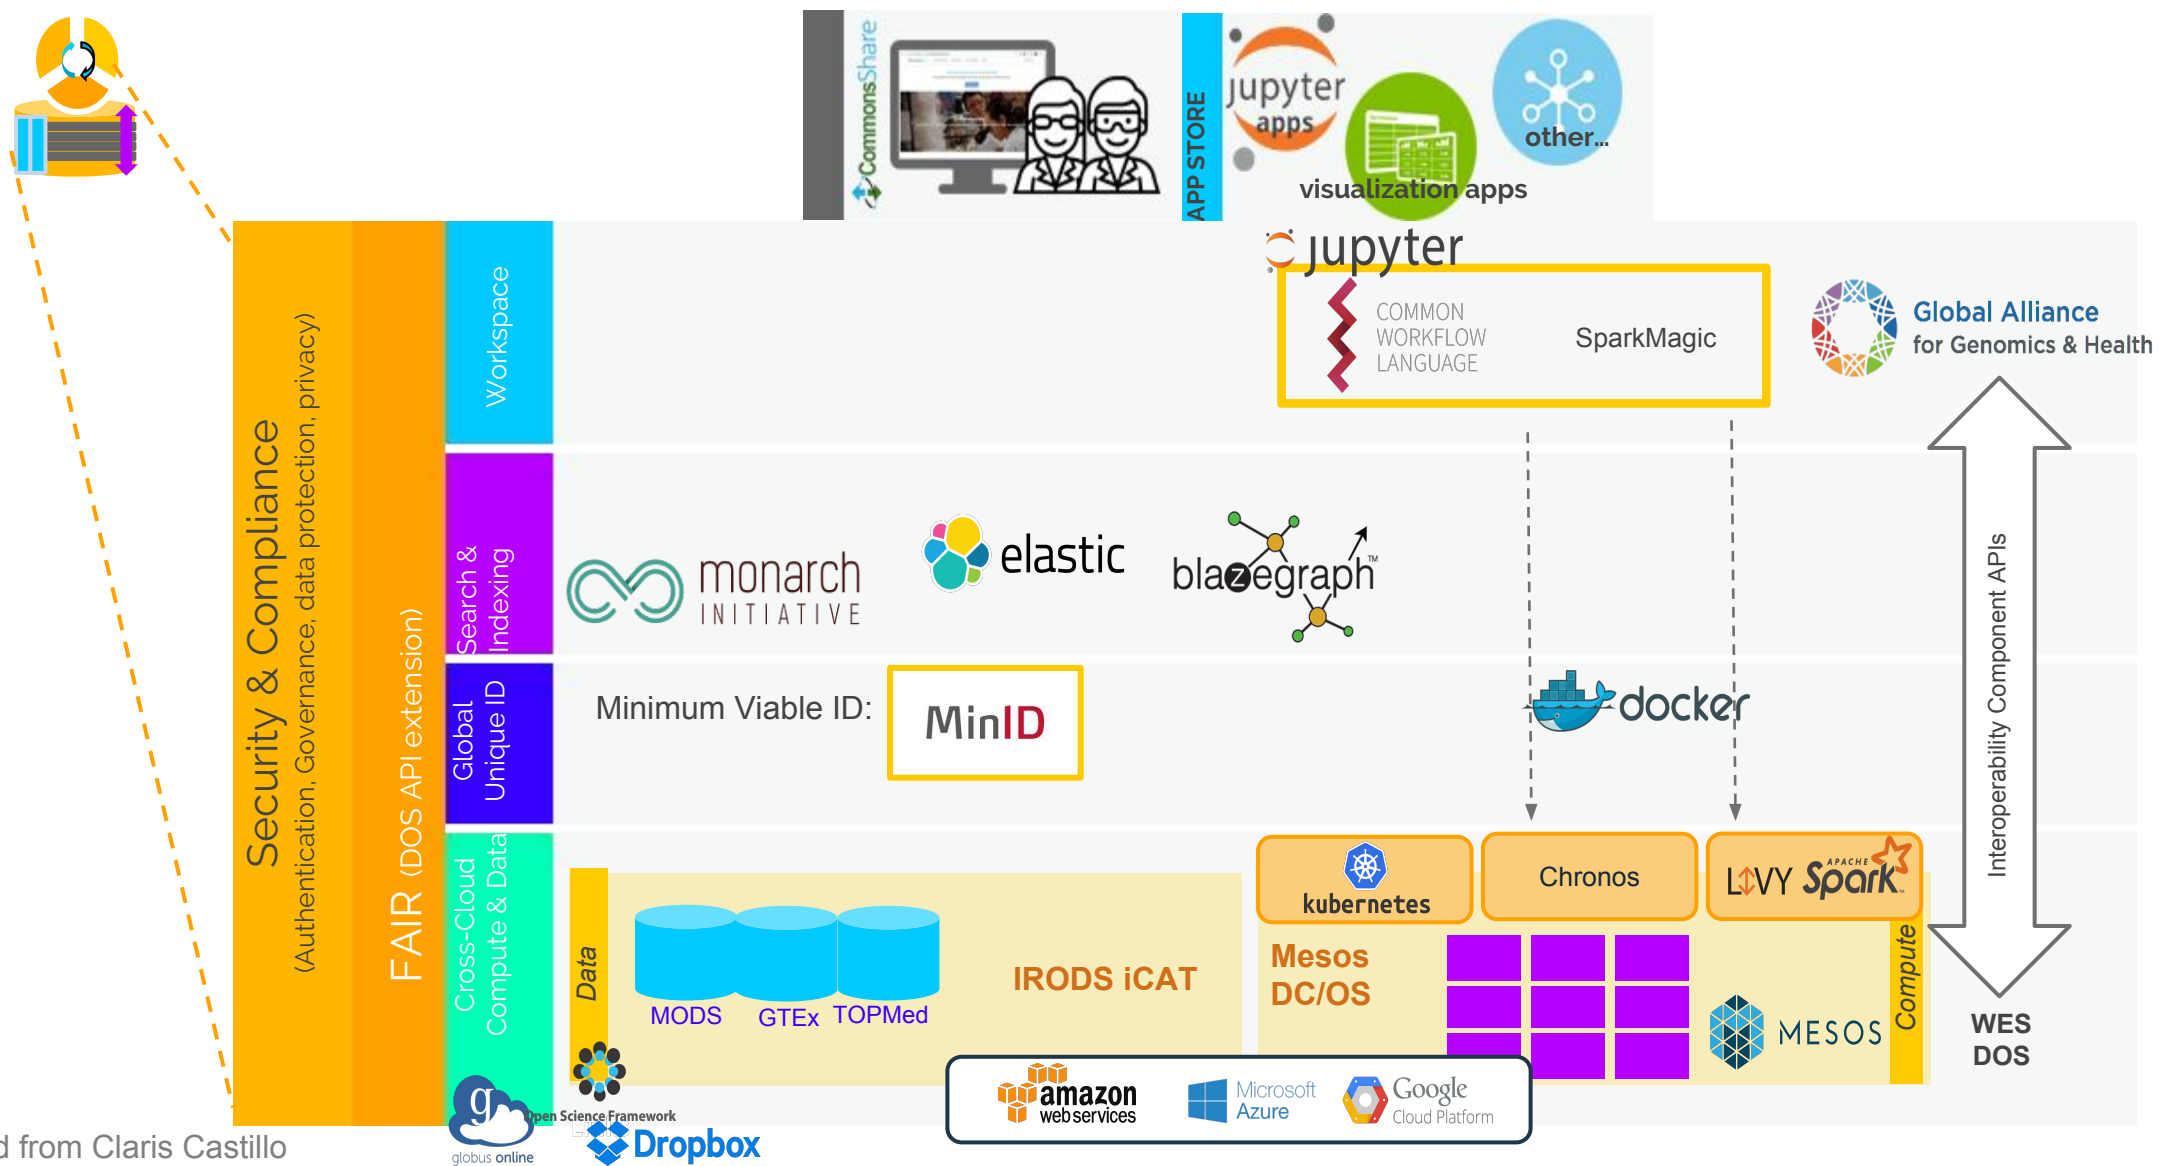 CommonsShare
APP STORE
jupyter
apps
other...
visualization apps
jupyter
COMMON
WORKFLOW
LANGUAGE
SparkMagic
Global Alliance
for Genomics & Health
Security & Compliance
(Authentication, Governance, data protection, privacy)
FAIR (DOS API extension)
Workspace
Search &
Indexing
monarch
INITIATIVE
elastic
blazegraph™
Global
Unique ID
Minimum Viable ID:
MinID
docker
Interoperability Component APIs
WES
DOS
Cross-Cloud
Compute & Data
Data
MODS
GTEx
TOPMed
IRODS iCAT
kubernetes
Chronos
LIVY
APACHE
Spark™
Mesos
DC/OS
MESOS
Compute
amazon
webservices
Microsoft
Azure
Google
Cloud Platform
g
globus online
Open Science Framework
Dropbox
d from Claris Castillo